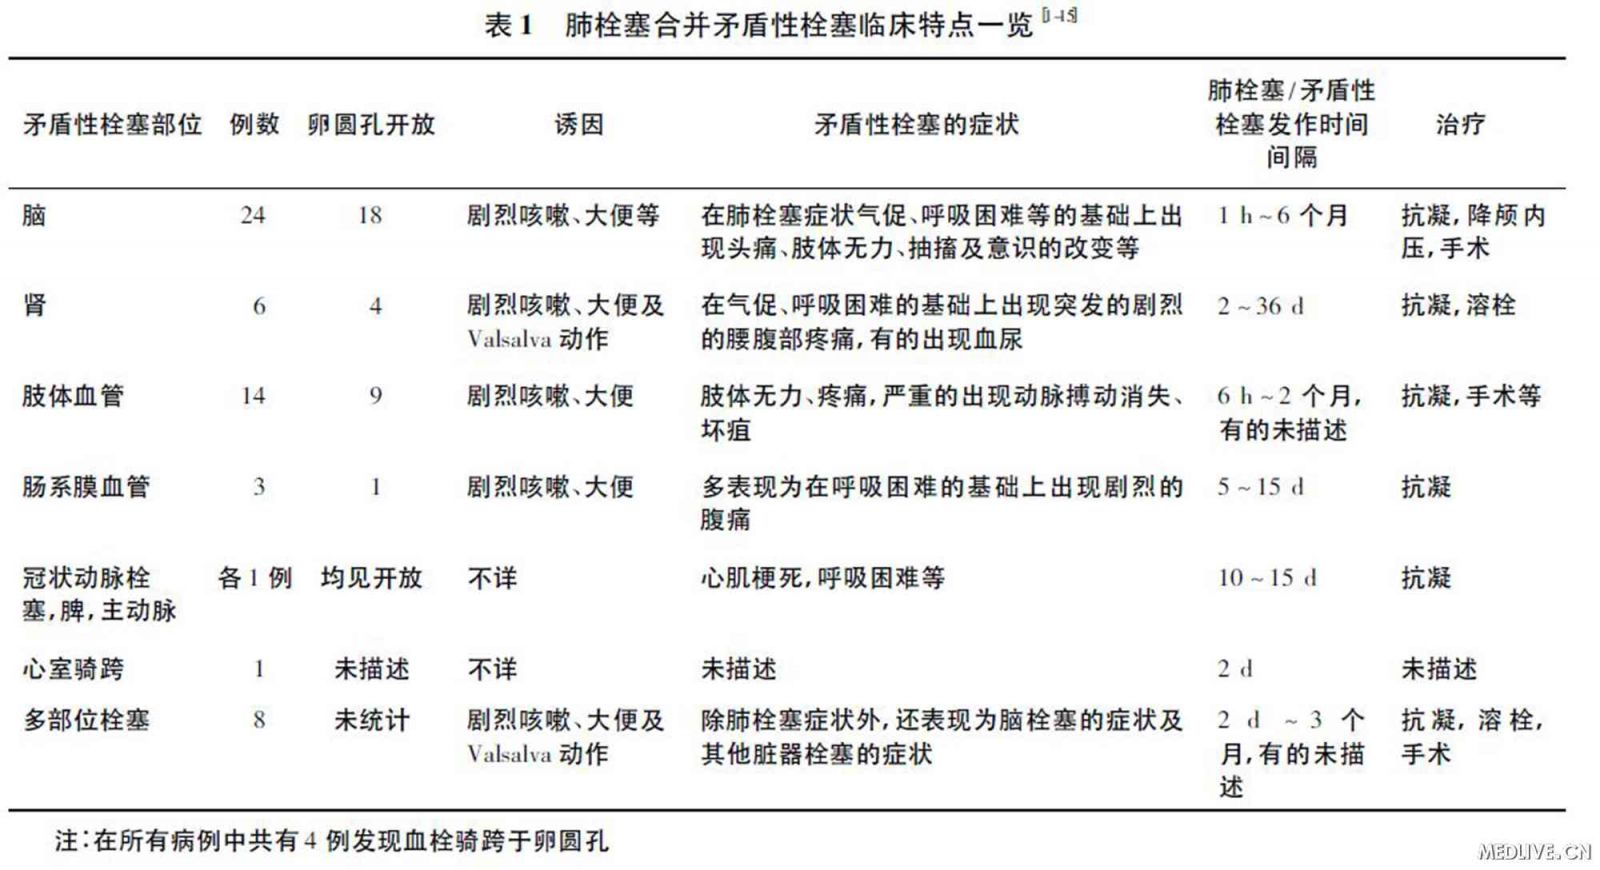 表1 肺栓塞合并矛盾性栓塞临床特点一览[1-15]
矛盾性栓塞部位 例数 卵圆孔开放 诱因 矛盾性栓塞的症状 肺栓塞/矛盾性栓塞发作时间间隔 治疗
脑 24 18 剧烈咳嗽、大便等 在肺栓塞症状气促、呼吸困难等的基础上出 1 h~6 个月 抗凝,降颅内
现头痛、肢体无力、抽搐及意识的改变等 压,手术
肾 6 4 剧烈咳嗽、大便及 在气促、呼吸困难的基础上出现突发的剧烈 2~36 d 抗凝,溶栓
Valsalva 动作 的腰腹部疼痛,有的出现血尿
肢体血管 14 9 剧烈咳嗽、大便 肢体无力、疼痛,严重的出现动脉搏动消失、 6 h~2 个月, 抗凝,手术等
坏疽 有的未描述
肠系膜血管 3 1 剧烈咳嗽、大便 多表现为在呼吸困难的基础上出现剧烈的 5~15 d 抗凝
腹痛
冠状动脉栓 各1 例 均见开放 不详 心肌梗死,呼吸困难等 10~15 d 抗凝
塞,脾,主动脉
心室骑跨 1 未描述 不详 未描述 2 d 未描述
多部位栓塞 8 未统计 剧烈咳嗽、大便及 除肺栓塞症状外,还表现为脑栓塞的症状及 2 d ~ 3 个 抗凝,溶栓,
Valsalva 动作 其他脏器栓塞的症状 月,有的未描 手术
述
注:在所有病例中共有4 例发现血栓骑跨于卵圆孔
MEDLIVE.CN